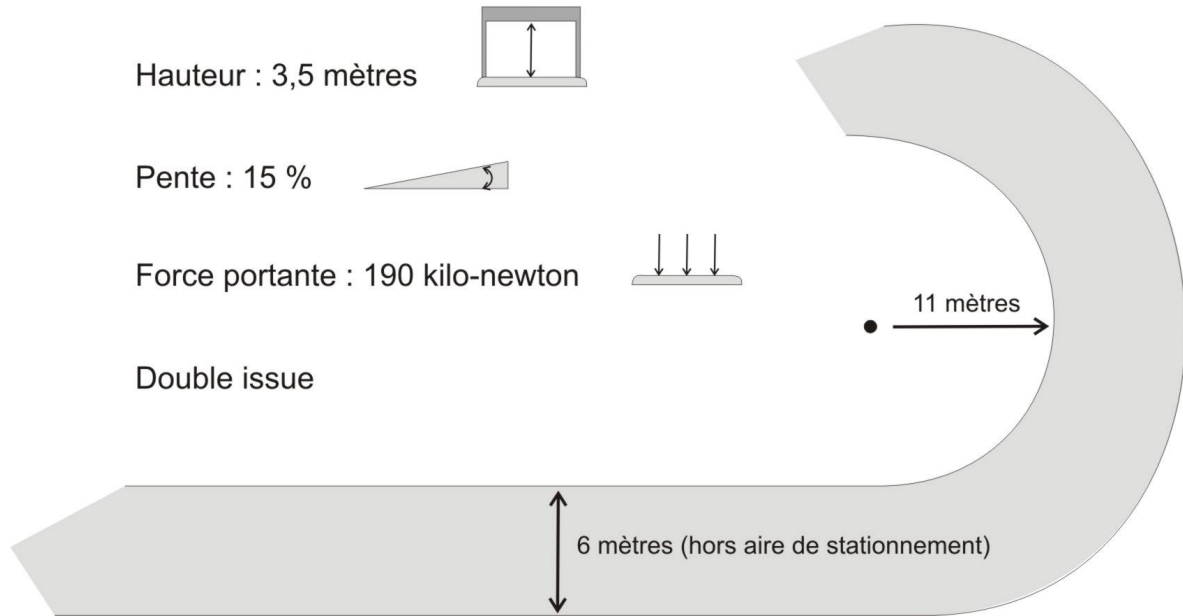 Hauteur : 3,5 mètres
Pente : 15 %
Force portante : 190 kilo-newton
11 mètres
Double issue
6 mètres (hors aire de stationnement)